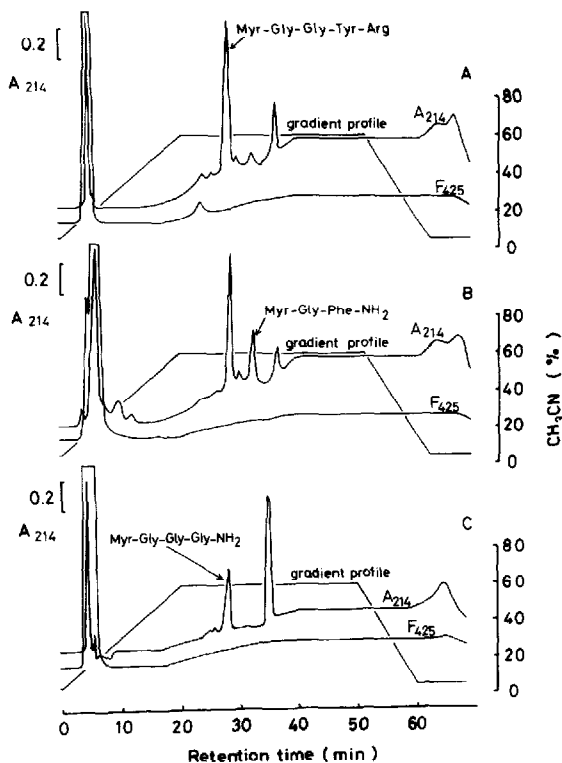 0.2
A 214
Myr-Gly-Gly-Tyr-Arg
A
gradient profile
A214
F425
80
60
40
20
0
0.2
A 214
B
Myr-Gly-Phe-NH2
gradient profile
A214
F425
80
60
40
20
0
CH3CN (%)
0.2
A 214
C
Myr-Gly-Gly-Gly-NH2
gradient profile
A214
F425
80
60
40
20
0
0 10 20 30 40 50 60
Retention time (min)